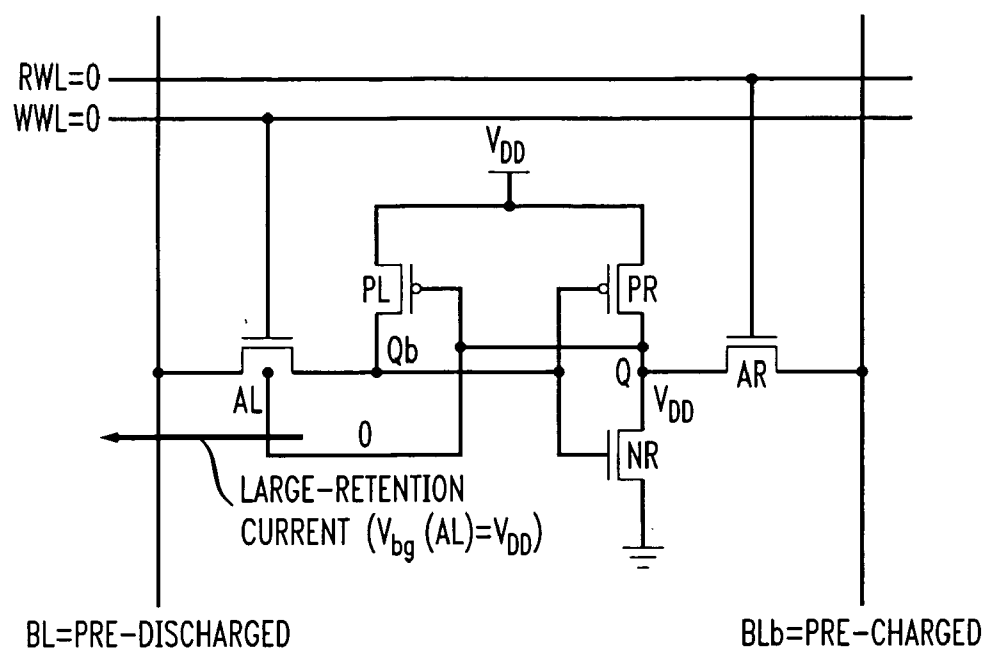 RWL=0
WWL=0
V_DD
PL
PR
Qb
Q
AR
AL
V_DD
0
NR
LARGE-RETENTION
CURRENT (V_bg (AL)=V_DD)
BL=PRE-DISCHARGED
BLb=PRE-CHARGED